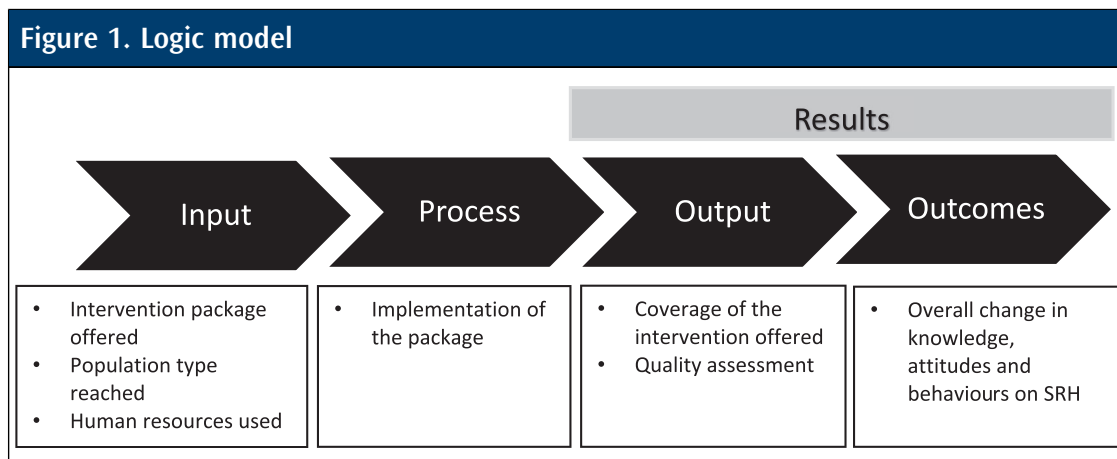 Figure 1. Logic model
Results
Input
Process
Output
Outcomes
• Intervention package
offered
• Population type
reached
• Human resources used
• Implementation of
the package
• Coverage of the
intervention offered
• Quality assessment
• Overall change in
knowledge,
attitudes and
behaviours on SRH